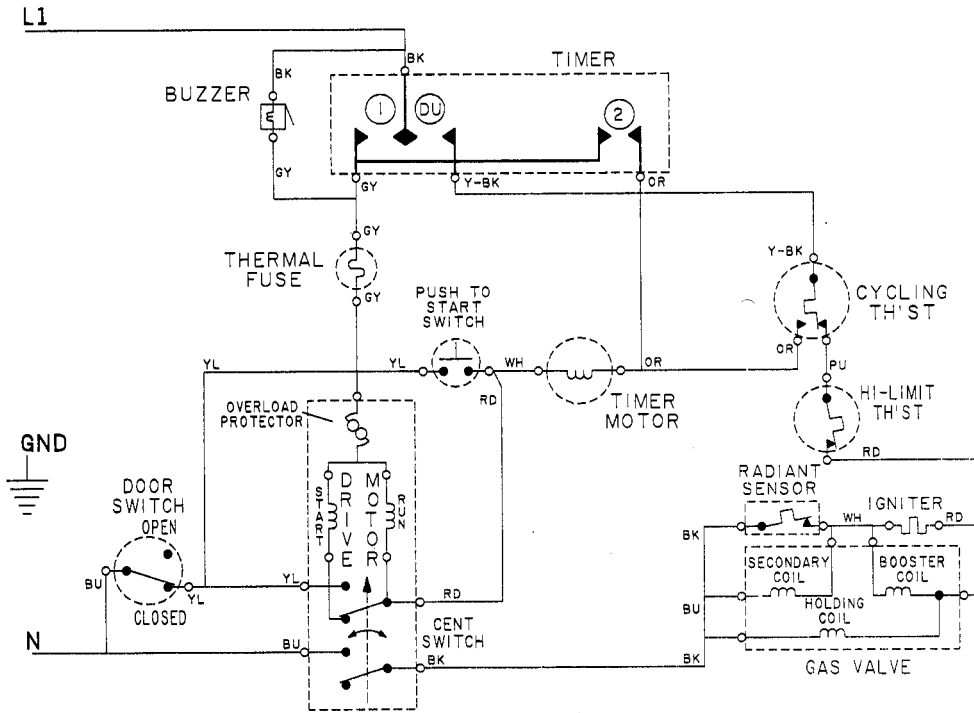 L1
BK
BK
TIMER
BUZZER
1
DU
2
GY
GY
Y-BK
OR
GY
THERMAL
FUSE
GY
Y-BK
CYCLING
TH'ST
PUSH TO
START
SWITCH
YL
YL
WH
OR
OR
PU
RD
TIMER
MOTOR
HI-LIMIT
TH'ST
OVERLOAD
PROTECTOR
RD
GND
DOOR
SWITCH
OPEN
START
DRIVE
MOTOR
RUN
RADIANT
SENSOR
IGNITER
BK
WH
RD
SECONDARY
COIL
BOOSTER
COIL
BU
YL
YL
RD
BU
HOLDING
COIL
CLOSED
CENT
SWITCH
N
BU
BK
BK
GAS VALVE